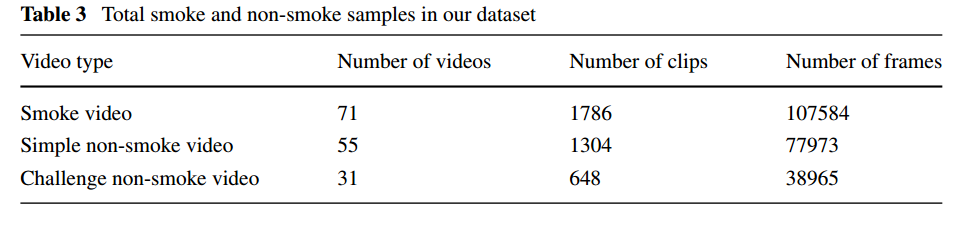 Table 3 Total smoke and non-smoke samples in our dataset
Video type Number of videos Number of clips Number of frames
Smoke video 71 1786 107584
Simple non-smoke video 55 1304 77973
Challenge non-smoke video 31 648 38965